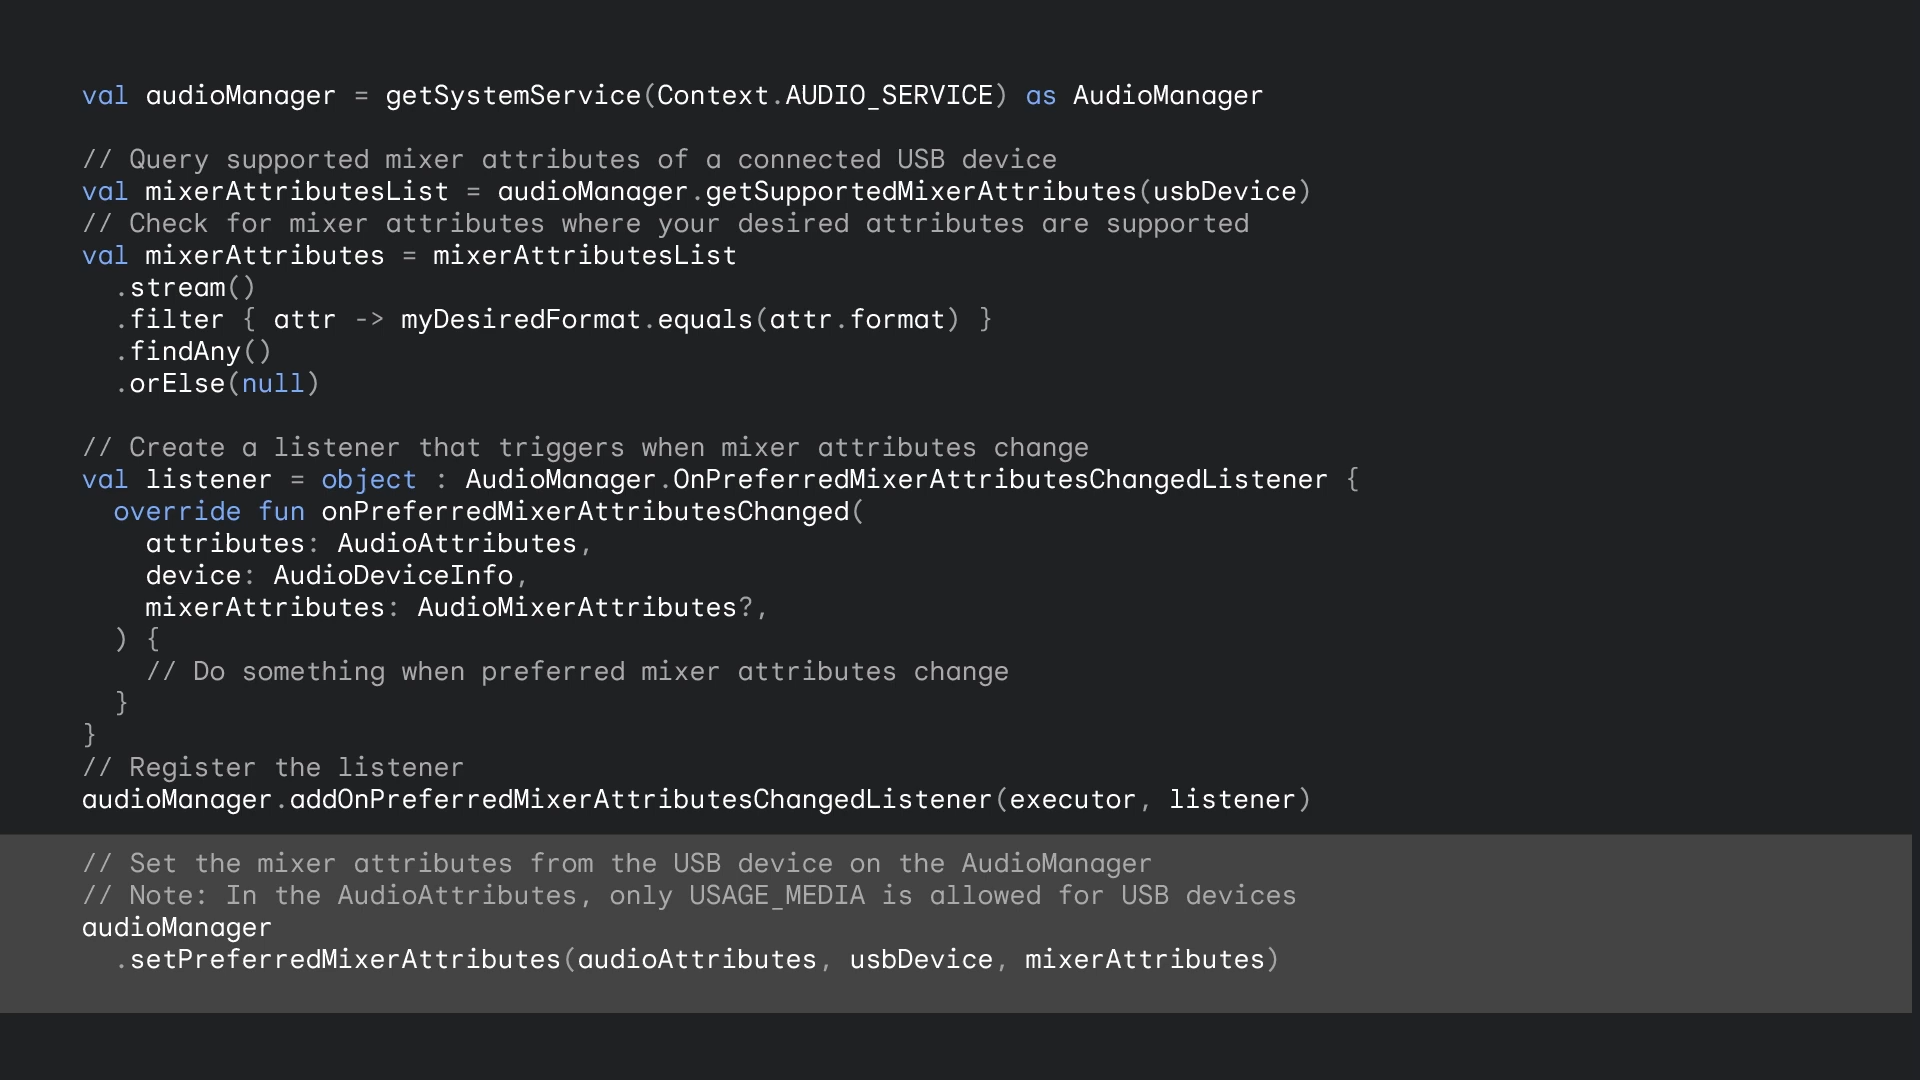 val audioManager = getSystemService(Context.AUDIO_SERVICE) as AudioManager

// Query supported mixer attributes of a connected USB device
val mixerAttributesList = audioManager.getSupportedMixerAttributes(usbDevice)
// Check for mixer attributes where your desired attributes are supported
val mixerAttributes = mixerAttributesList
  .stream()
  .filter { attr -> myDesiredFormat.equals(attr.format) }
  .findAny()
  .orElse(null)

// Create a listener that triggers when mixer attributes change
val listener = object : AudioManager.OnPreferredMixerAttributesChangedListener {
  override fun onPreferredMixerAttributesChanged(
    attributes: AudioAttributes,
    device: AudioDeviceInfo,
    mixerAttributes: AudioMixerAttributes?,
  ) {
    // Do something when preferred mixer attributes change
  }
}
// Register the listener
audioManager.addOnPreferredMixerAttributesChangedListener(executor, listener)

// Set the mixer attributes from the USB device on the AudioManager
// Note: In the AudioAttributes, only USAGE_MEDIA is allowed for USB devices
audioManager
  .setPreferredMixerAttributes(audioAttributes, usbDevice, mixerAttributes)